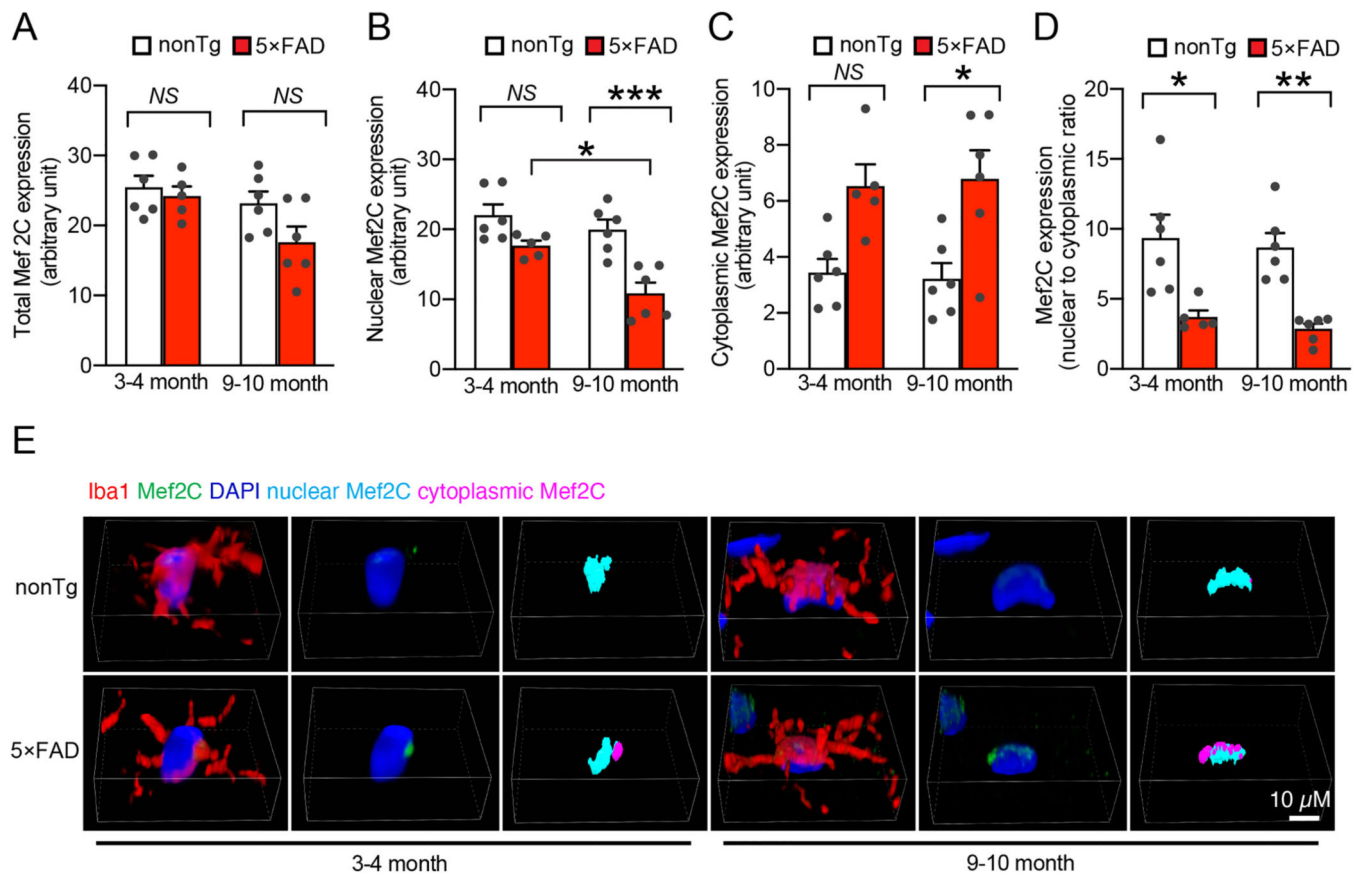 A
nonTg 5×FAD
Total Mef 2C expression
(arbitrary unit)
40
30
20
10
0
NS
NS
3-4 month
9-10 month
B
nonTg 5×FAD
Nuclear Mef2C expression
(arbitrary unit)
40
30
20
10
0
NS
***
*
3-4 month
9-10 month
C
nonTg 5×FAD
Cytoplasmic Mef2C expression
(arbitrary unit)
10
8
6
4
2
0
NS
*
3-4 month
9-10 month
D
nonTg 5×FAD
Mef2C expression
(nuclear to cytoplasmic ratio)
20
15
10
5
0
*
**
3-4 month
9-10 month
E
Iba1 Mef2C DAPI nuclear Mef2C cytoplasmic Mef2C
nonTg
5×FAD
10 µM
3-4 month
9-10 month